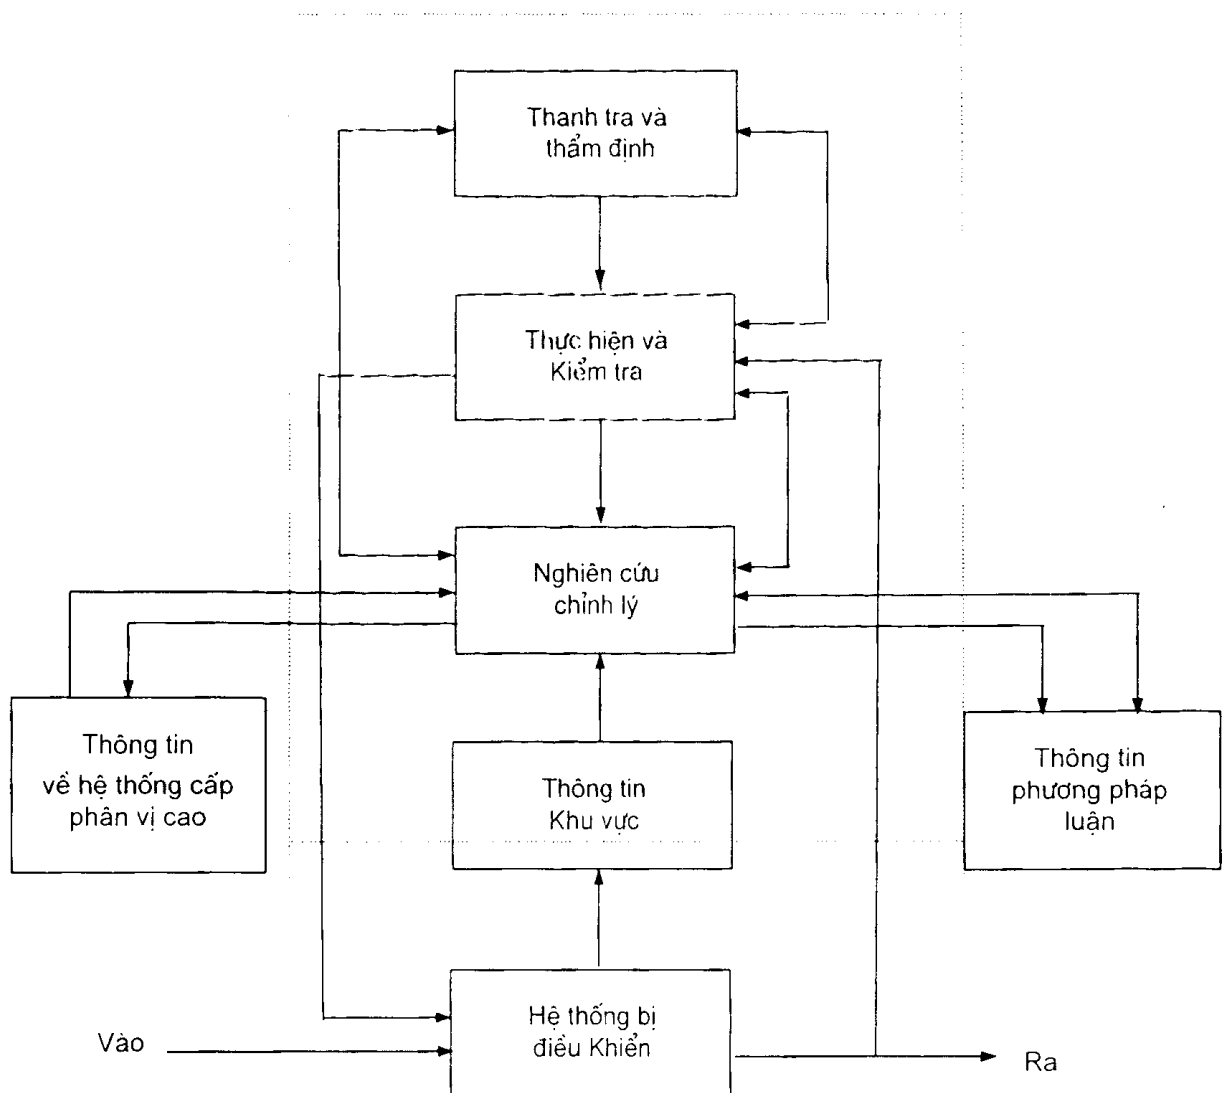 Thanh tra và
thẩm định
Thực hiện và
Kiểm tra
Nghiên cứu
chỉnh lý
Thông tin
về hệ thống cấp
phân vị cao
Thông tin
Khu vực
Thông tin
phương pháp
luận
Hệ thống bị
điều Khiển
Vào
Ra